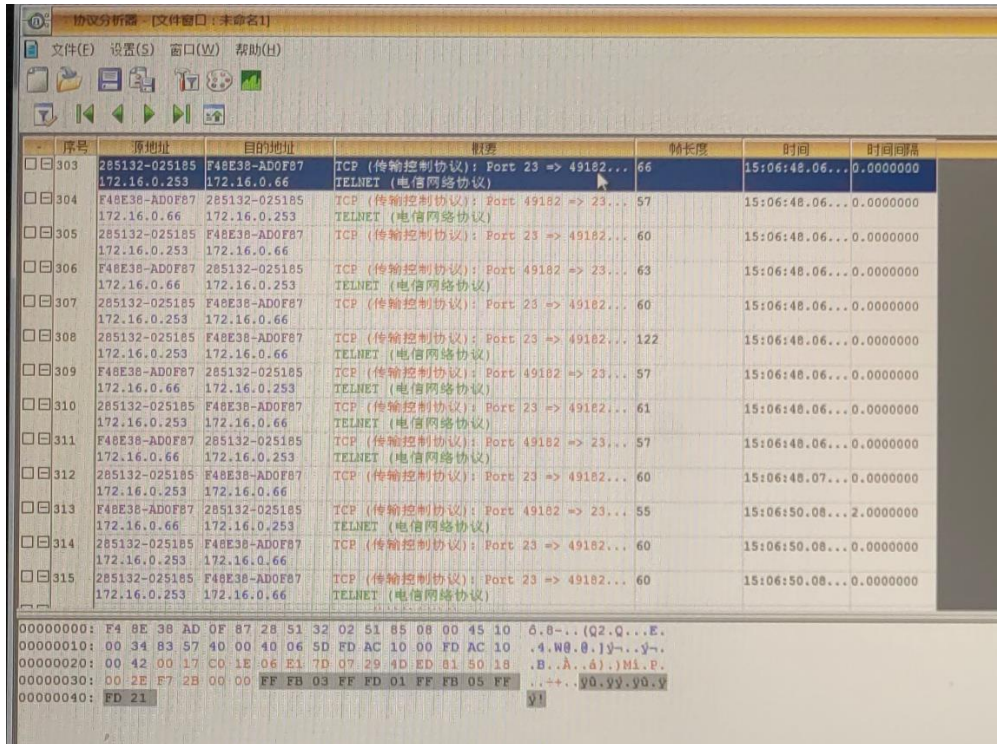 协议分析器 - [文件窗口：未命名1]
文件(F) 设置(S) 窗口(W) 帮助(H)
- 序号 源地址 目的地址 概要 帧长度 时间 时间间隔
303 285132-025185 F48E38-AD0F87 TCP (传输控制协议): Port 23 => 49182... 66 15:06:48.06... 0.0000000
172.16.0.253 172.16.0.66 TELNET (电信网络协议)
304 F48E38-AD0F87 285132-025185 TCP (传输控制协议): Port 49182 => 23... 57 15:06:48.06... 0.0000000
172.16.0.66 172.16.0.253 TELNET (电信网络协议)
305 285132-025185 F48E38-AD0F87 TCP (传输控制协议): Port 23 => 49182... 60 15:06:48.06... 0.0000000
172.16.0.253 172.16.0.66
306 F48E38-AD0F87 285132-025185 TCP (传输控制协议): Port 49182 => 23... 63 15:06:48.06... 0.0000000
172.16.0.66 172.16.0.253 TELNET (电信网络协议)
307 285132-025185 F48E38-AD0F87 TCP (传输控制协议): Port 23 => 49182... 60 15:06:48.06... 0.0000000
172.16.0.253 172.16.0.66
308 285132-025185 F48E38-AD0F87 TCP (传输控制协议): Port 23 => 49182... 122 15:06:48.06... 0.0000000
172.16.0.253 172.16.0.66 TELNET (电信网络协议)
309 F48E38-AD0F87 285132-025185 TCP (传输控制协议): Port 49182 => 23... 57 15:06:48.06... 0.0000000
172.16.0.66 172.16.0.253 TELNET (电信网络协议)
310 285132-025185 F48E38-AD0F87 TCP (传输控制协议): Port 23 => 49182... 61 15:06:48.06... 0.0000000
172.16.0.253 172.16.0.66 TELNET (电信网络协议)
311 F48E38-AD0F87 285132-025185 TCP (传输控制协议): Port 49182 => 23... 57 15:06:48.06... 0.0000000
172.16.0.66 172.16.0.253 TELNET (电信网络协议)
312 285132-025185 F48E38-AD0F87 TCP (传输控制协议): Port 23 => 49182... 60 15:06:48.07... 0.0000000
172.16.0.253 172.16.0.66
313 F48E38-AD0F87 285132-025185 TCP (传输控制协议): Port 49182 => 23... 55 15:06:50.08... 2.0000000
172.16.0.66 172.16.0.253 TELNET (电信网络协议)
314 285132-025185 F48E38-AD0F87 TCP (传输控制协议): Port 23 => 49182... 60 15:06:50.08... 0.0000000
172.16.0.253 172.16.0.66
315 285132-025185 F48E38-AD0F87 TCP (传输控制协议): Port 23 => 49182... 60 15:06:50.08... 0.0000000
172.16.0.253 172.16.0.66 TELNET (电信网络协议)
00000000: F4 8E 38 AD 0F 87 28 51 32 02 51 85 08 00 45 10 ô.8-..(Q2.Q...E.
00000010: 00 34 83 57 40 00 40 06 5D FD AC 10 00 FD AC 10 .4.W@.@.]ý¬..ý¬.
00000020: 00 42 00 17 C0 1E 06 E1 7D 07 29 4D ED 81 50 18 .B..À..á}.)Mí.P.
00000030: 00 2E F7 2B 00 00 FF FB 03 FF FD 01 FF FB 05 FF ..÷+..ÿû.ÿý.ÿû.ÿ
00000040: FD 21 ý!